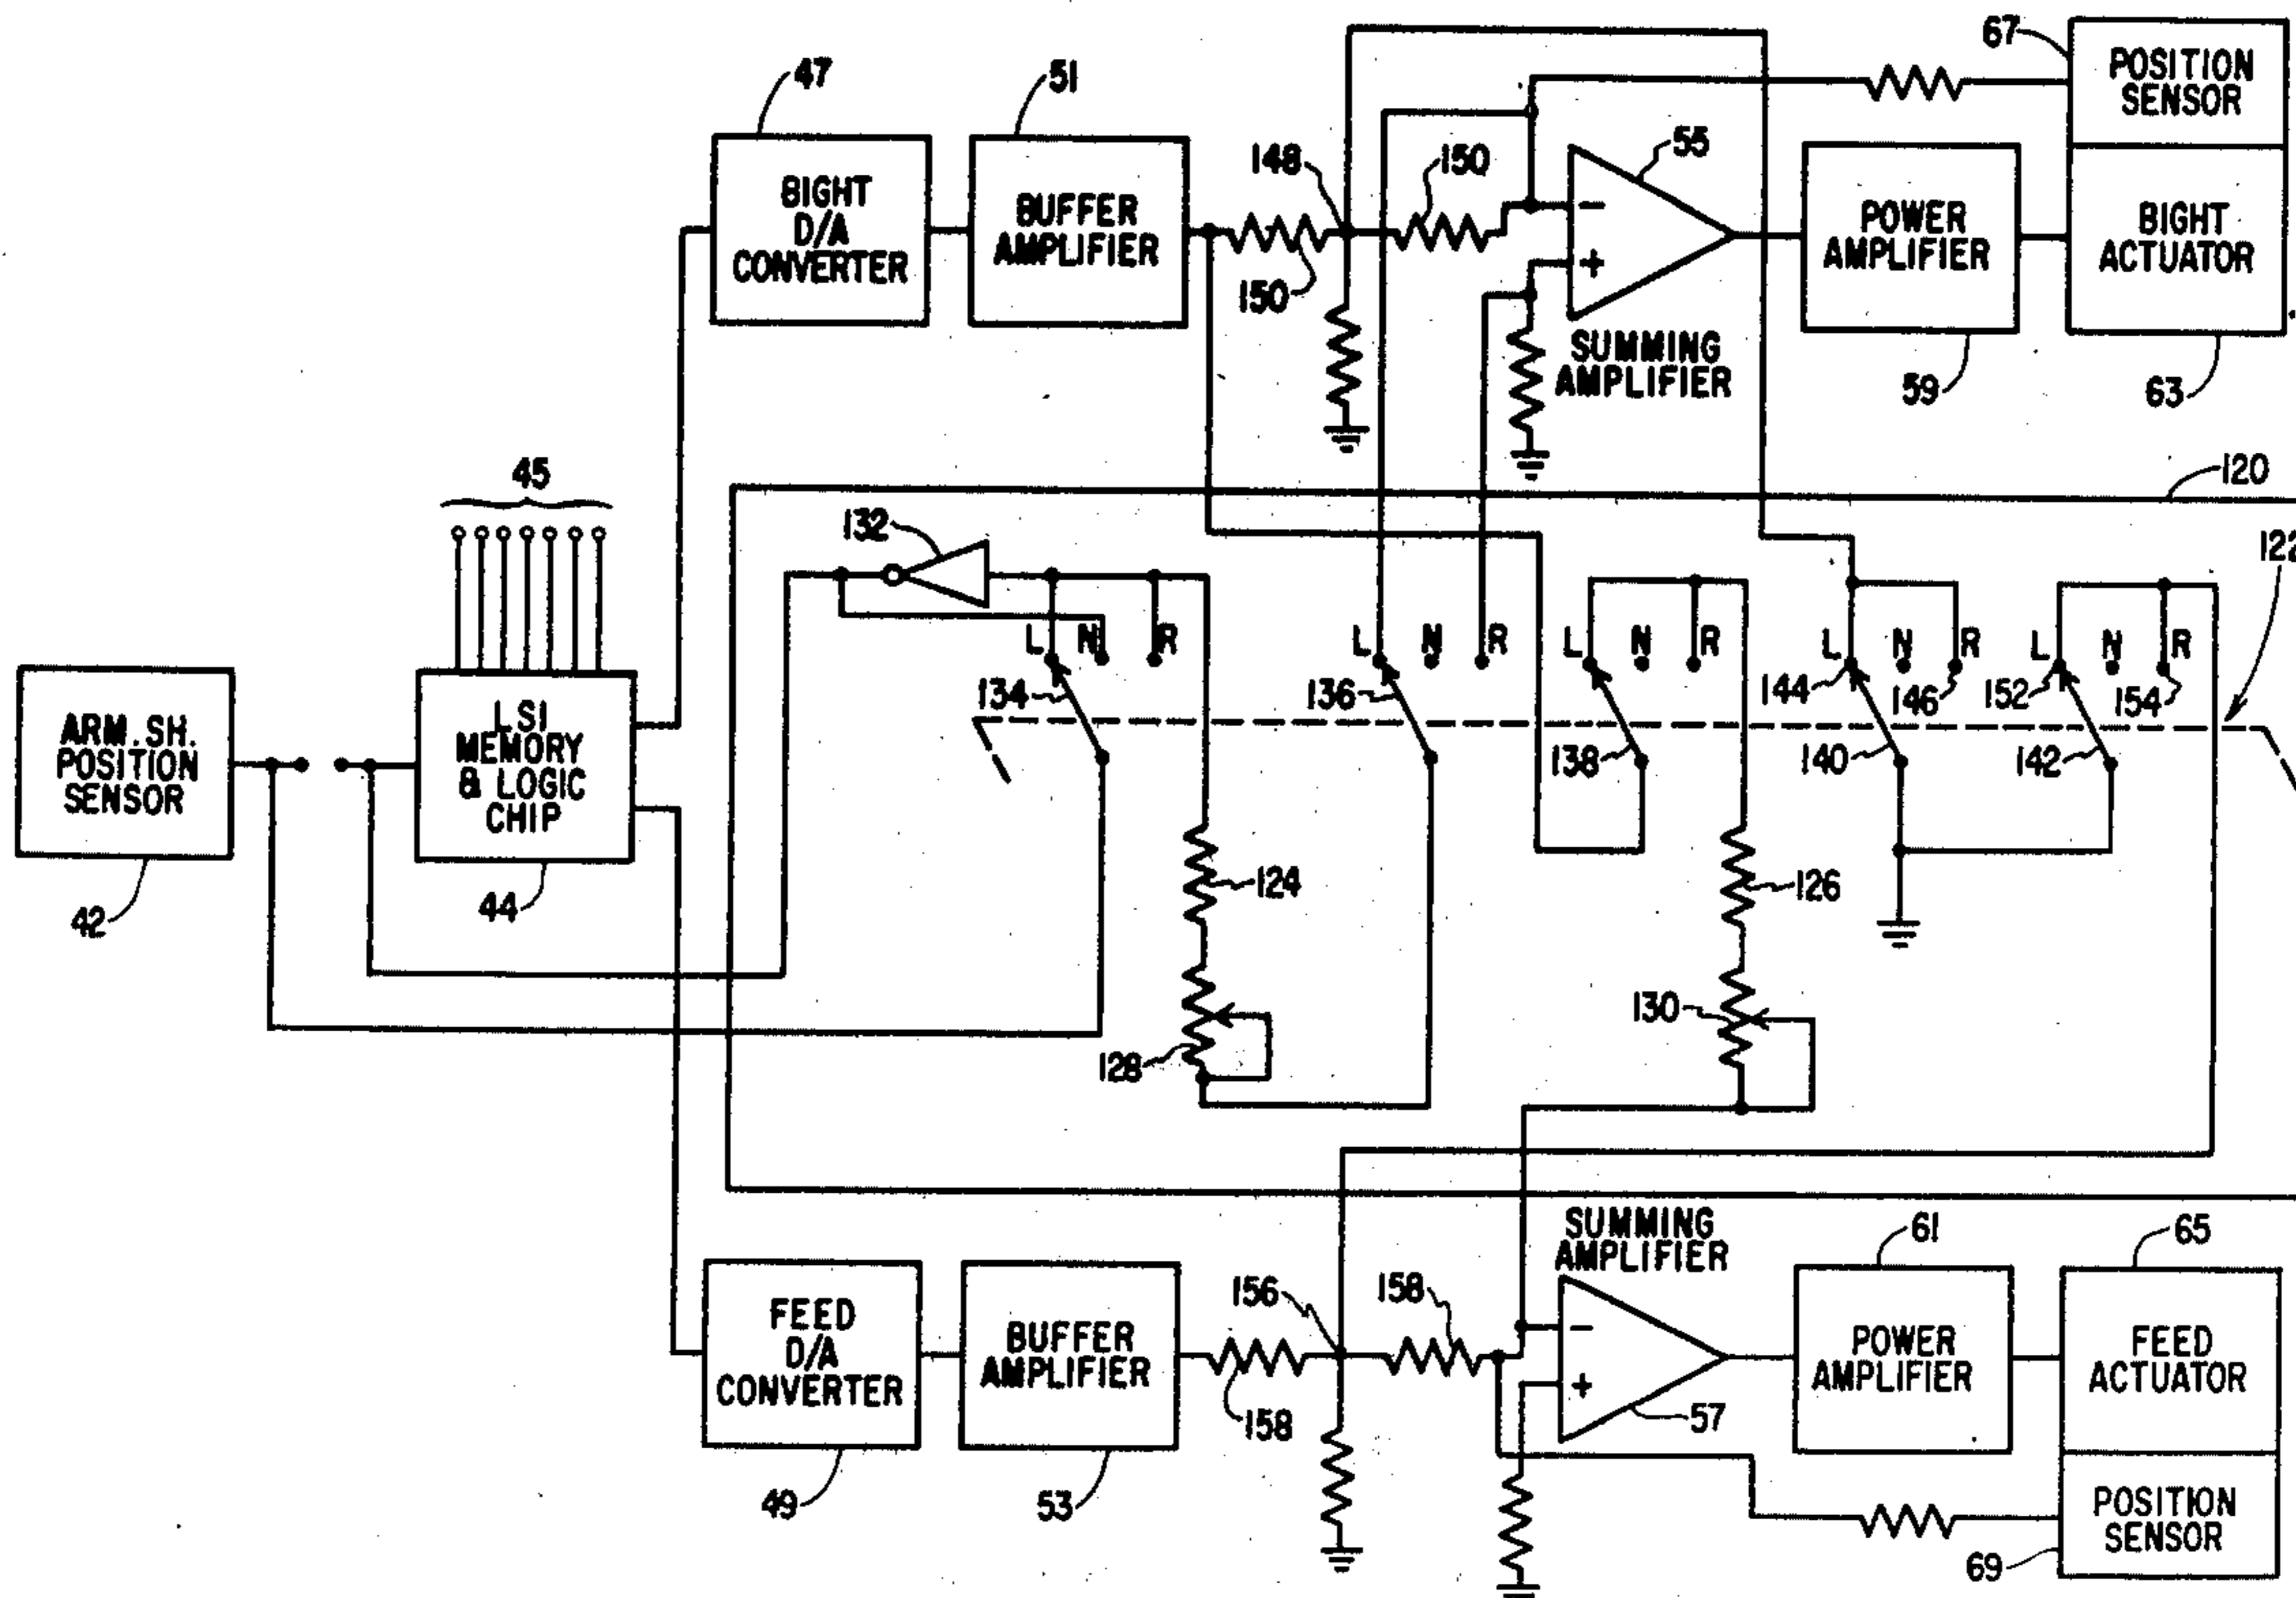 67
POSITION
SENSOR
47
51
55
148
150
BIGHT
D/A
CONVERTER
BUFFER
AMPLIFIER
−
+
POWER
AMPLIFIER
BIGHT
ACTUATOR
150
SUMMING
AMPLIFIER
59
63
45
120
132
122
L N R
L N R
L N R
L N R
L N R
134
136
138
144
146
140
152
154
142
ARM. SH.
POSITION
SENSOR
LSI
MEMORY
& LOGIC
CHIP
42
44
124
126
128
130
SUMMING
AMPLIFIER
61
65
156
158
FEED
D/A
CONVERTER
BUFFER
AMPLIFIER
−
+
POWER
AMPLIFIER
FEED
ACTUATOR
158
57
49
53
POSITION
SENSOR
69